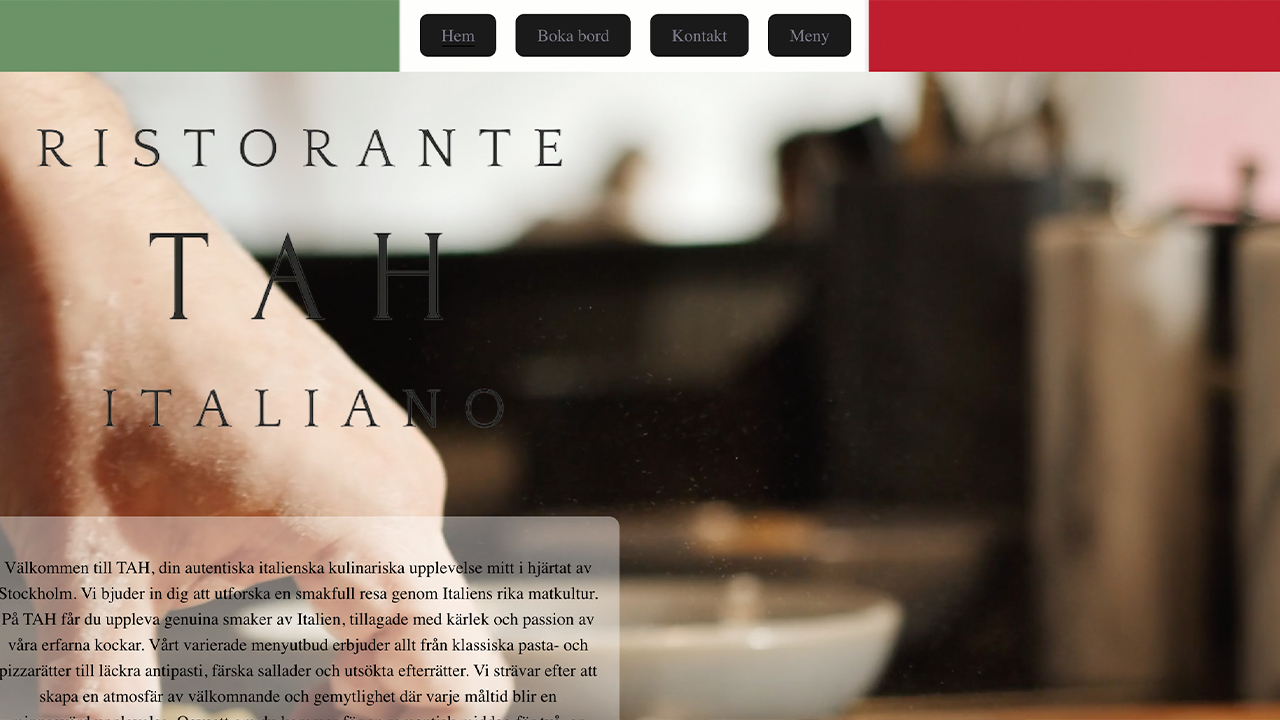 Hem Boka bord Kontakt Meny
RISTORANTE
TAH
ITALIANO
Välkommen till TAH, din autentiska italienska kulinariska upplevelse mitt i hjärtat av
Stockholm. Vi bjuder in dig att utforska en smakfull resa genom Italiens rika matkultur.
På TAH får du uppleva genuina smaker av Italien, tillagade med kärlek och passion av
våra erfarna kockar. Vårt varierade menyutbud erbjuder allt från klassiska pasta- och
pizzarätter till läckra antipasti, färska sallader och utsökta efterrätter. Vi strävar efter att
skapa en atmosfär av välkomnande och gemytlighet där varje måltid blir en